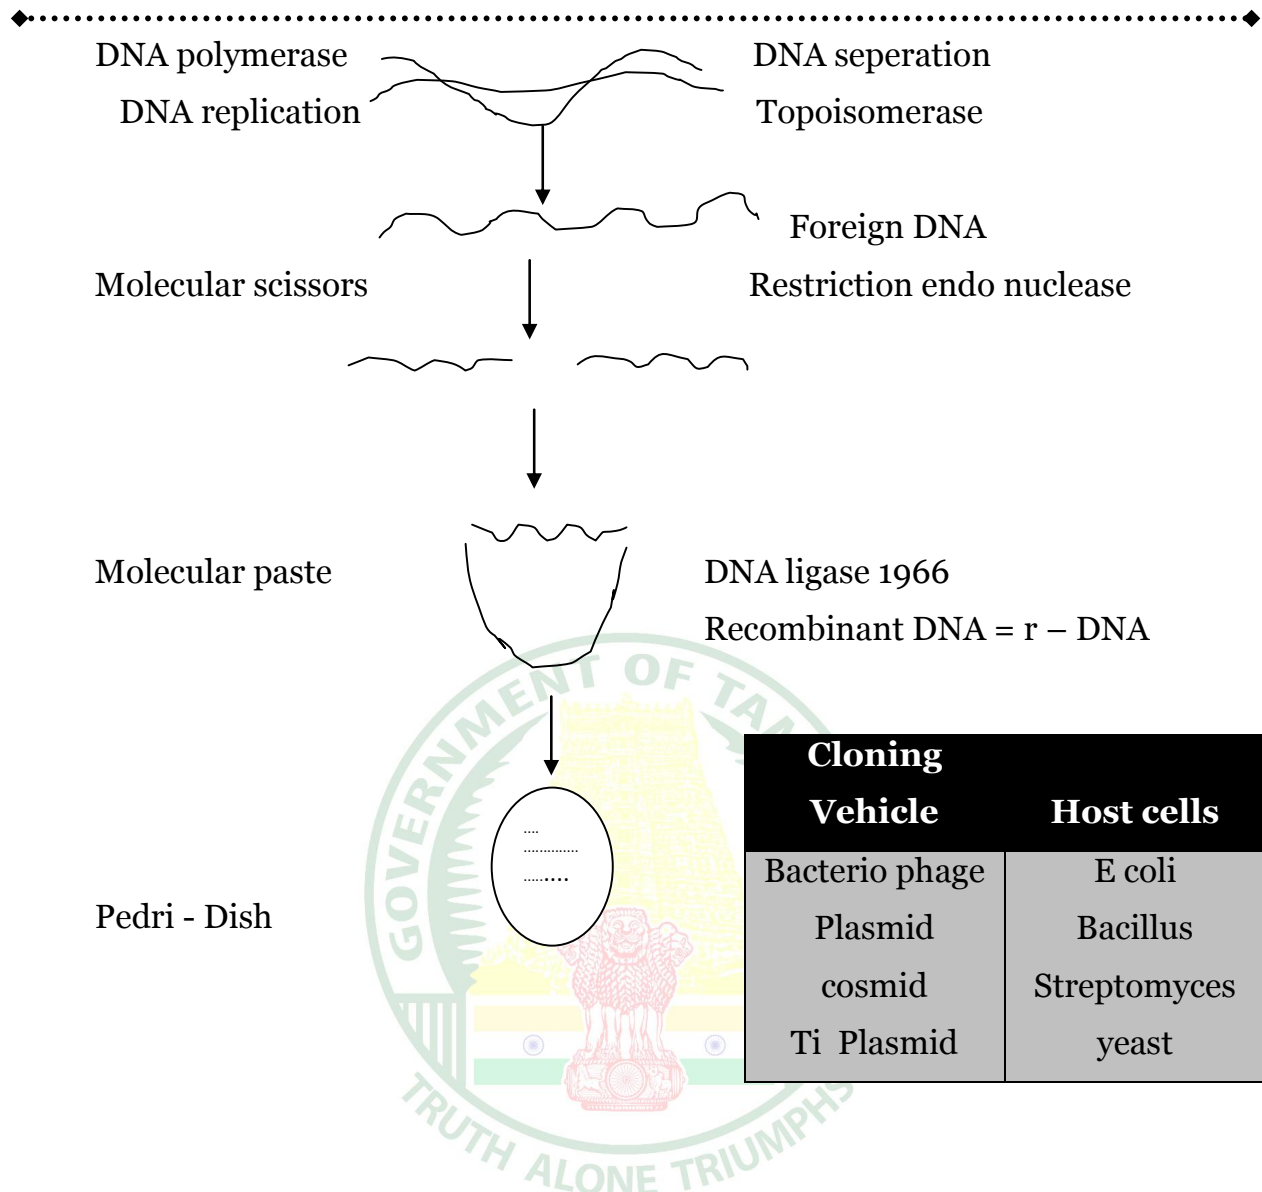 DNA polymerase DNA seperation
DNA replication Topoisomerase
Foreign DNA
Molecular scissors Restriction endo nuclease
Molecular paste DNA ligase 1966
Recombinant DNA = r – DNA
Cloning Vehicle Host cells
Bacterio phage E coli
Plasmid Bacillus
cosmid Streptomyces
Ti Plasmid yeast
Pedri - Dish
GOVERNMENT OF TAM
TRUTH ALONE TRIUMPHS